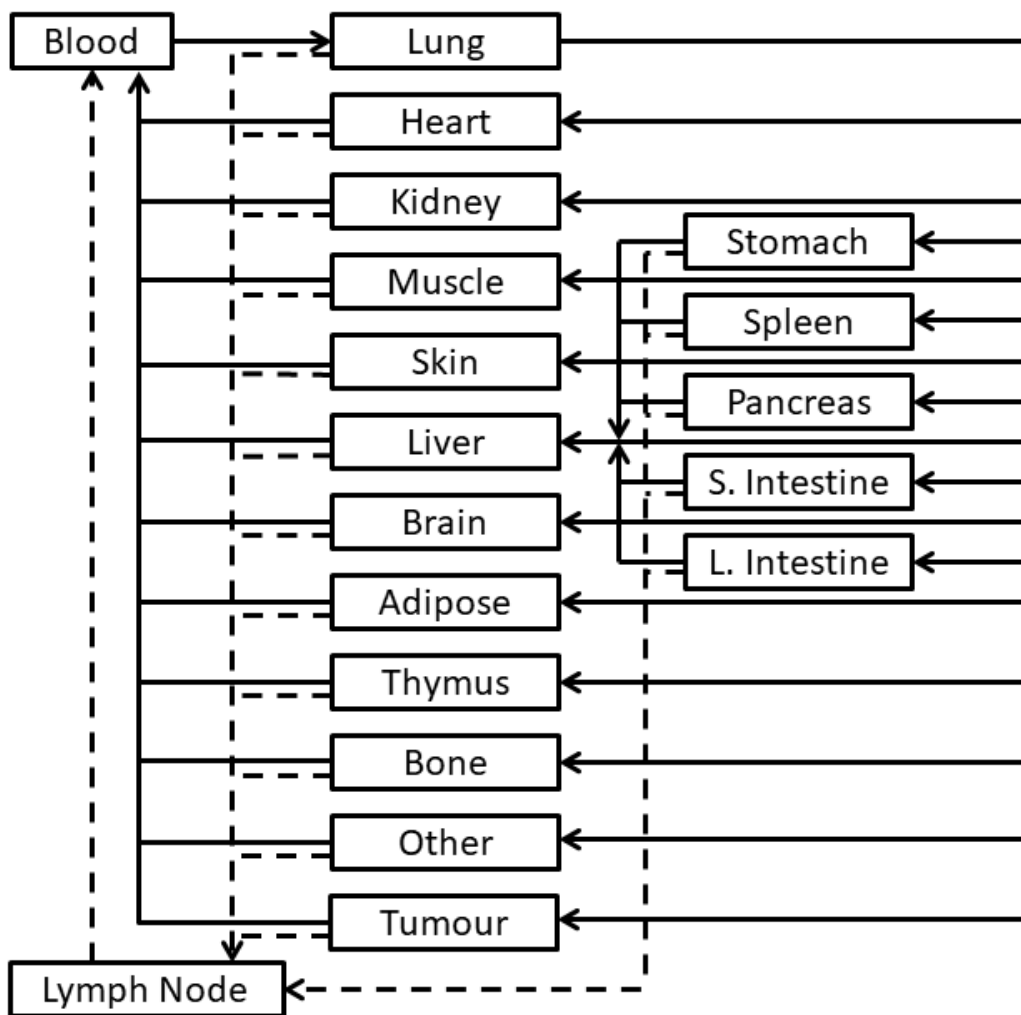 Blood
Lung
Heart
Kidney
Stomach
Muscle
Spleen
Skin
Pancreas
Liver
S. Intestine
Brain
L. Intestine
Adipose
Thymus
Bone
Other
Tumour
Lymph Node